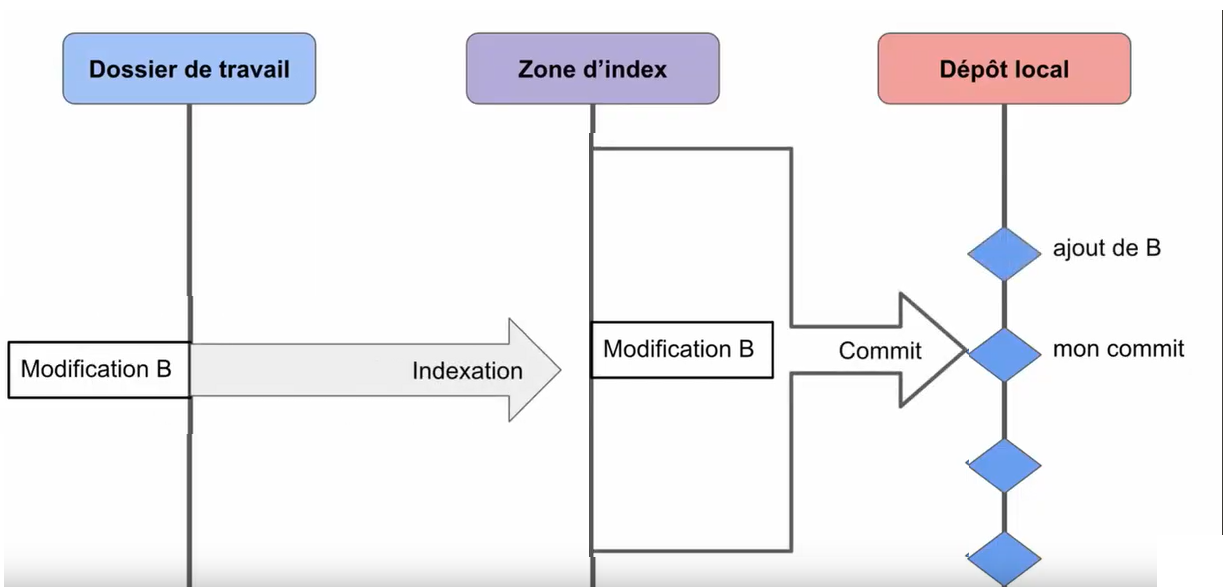 Dossier de travail
Zone d’index
Dépôt local
ajout de B
Modification B
Indexation
Modification B
Commit
mon commit